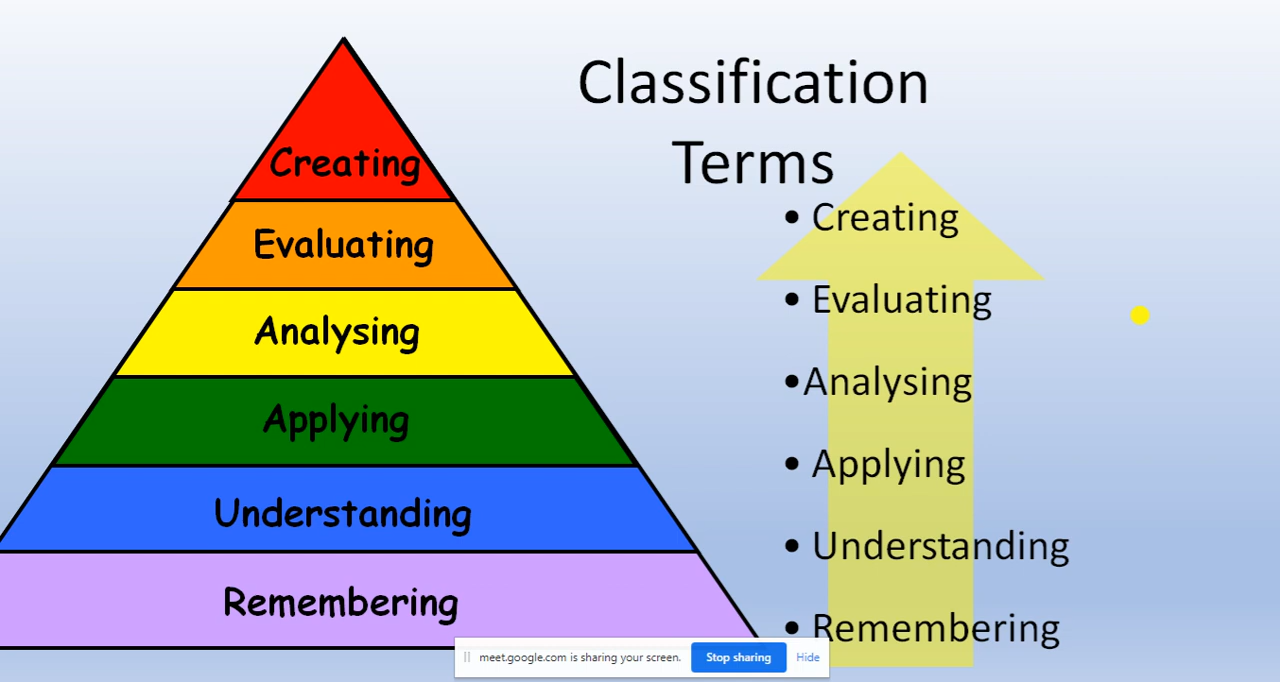 Creating
Evaluating
Analysing
Applying
Understanding
Remembering
Classification
Terms
• Creating
• Evaluating
•Analysing
• Applying
• Understanding
• Remembering
meet.google.com is sharing your screen.
Stop sharing
Hide